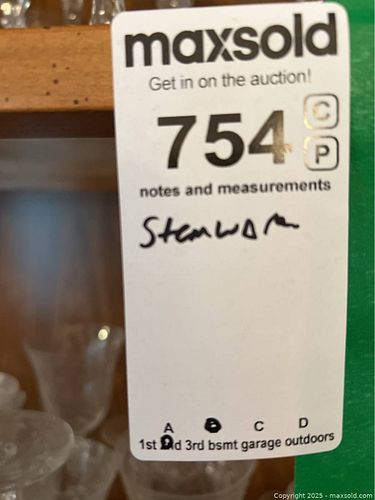 maxsold
Get in on the auction!
754
C
P
notes and measurements
Stemware
A C D
1st 3rd bsmt garage outdoors
Copyright 2025 - maxsold.com